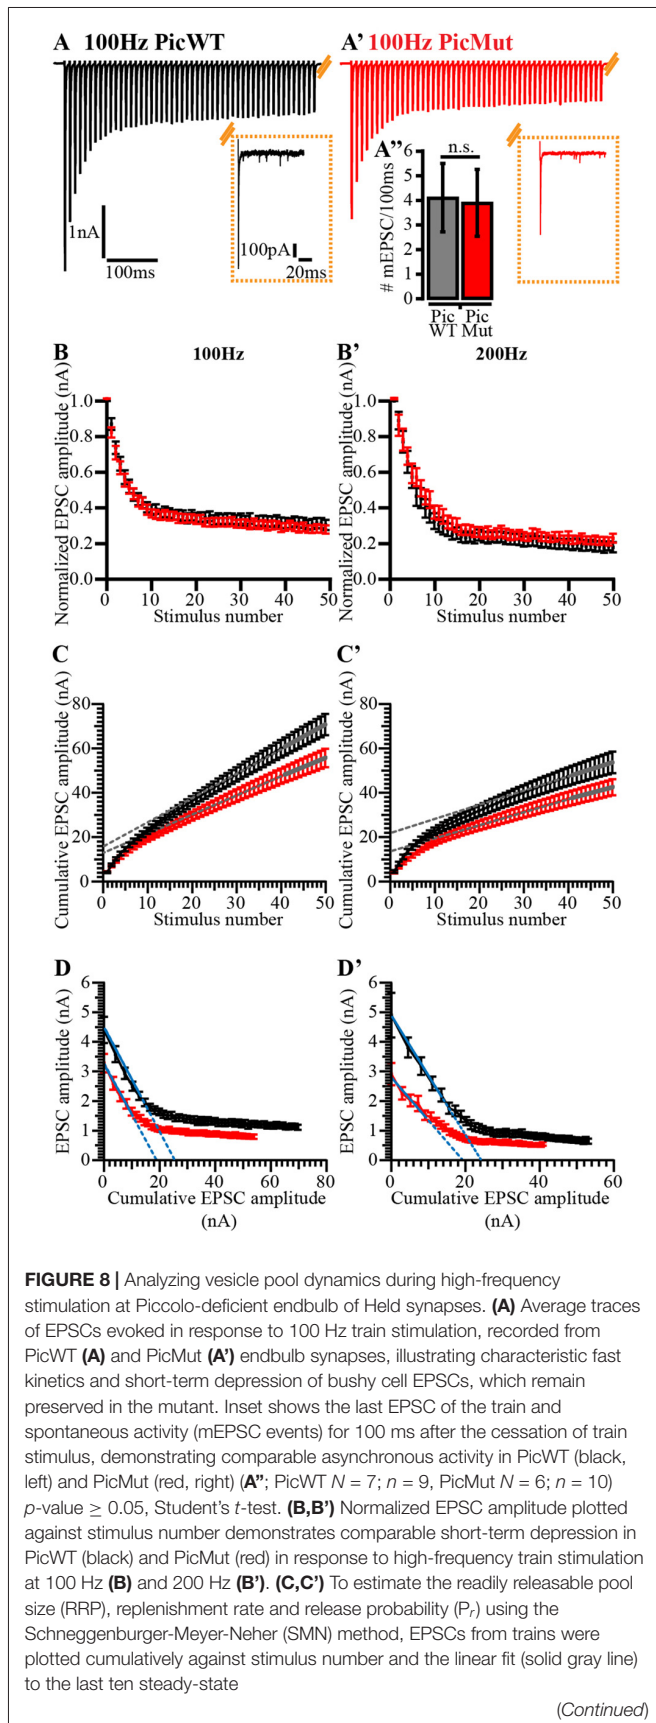 A 100Hz PicWT
A' 100Hz PicMut
1nA
100ms
100pA
20ms
A"
n.s.
# mEPSC/100ms
6
5
4
3
2
1
0
Pic
WT
Pic
Mut
B
100Hz
Normalized EPSC amplitude (nA)
1.0
0.8
0.6
0.4
0.2
0.0
0 10 20 30 40 50
Stimulus number
B'
200Hz
Normalized EPSC amplitude (nA)
1.0
0.8
0.6
0.4
0.2
0.0
0 10 20 30 40 50
Stimulus number
C
Cumulative EPSC amplitude (nA)
80
60
40
20
0
0 10 20 30 40 50
Stimulus number
C'
Cumulative EPSC amplitude (nA)
80
60
40
20
0
0 10 20 30 40 50
Stimulus number
D
EPSC amplitude (nA)
6
5
4
3
2
1
0
0 20 40 60 80
Cumulative EPSC amplitude
(nA)
D'
EPSC amplitude (nA)
6
5
4
3
2
1
0
0 20 40 60
Cumulative EPSC amplitude
(nA)
FIGURE 8 | Analyzing vesicle pool dynamics during high-frequency
stimulation at Piccolo-deficient endbulb of Held synapses. (A) Average traces
of EPSCs evoked in response to 100 Hz train stimulation, recorded from
PicWT (A) and PicMut (A') endbulb synapses, illustrating characteristic fast
kinetics and short-term depression of bushy cell EPSCs, which remain
preserved in the mutant. Inset shows the last EPSC of the train and
spontaneous activity (mEPSC events) for 100 ms after the cessation of train
stimulus, demonstrating comparable asynchronous activity in PicWT (black,
left) and PicMut (red, right) (A"; PicWT N = 7; n = 9, PicMut N = 6; n = 10)
p-value ≥ 0.05, Student's t-test. (B,B') Normalized EPSC amplitude plotted
against stimulus number demonstrates comparable short-term depression in
PicWT (black) and PicMut (red) in response to high-frequency train stimulation
at 100 Hz (B) and 200 Hz (B'). (C,C') To estimate the readily releasable pool
size (RRP), replenishment rate and release probability (Pr) using the
Schneggenburger-Meyer-Neher (SMN) method, EPSCs from trains were
plotted cumulatively against stimulus number and the linear fit (solid gray line)
to the last ten steady-state
(Continued)